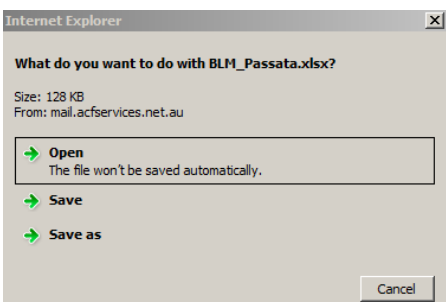 Internet Explorer
What do you want to do with BLM_Passata.xlsx?
Size: 128 KB
From: mail.acfservices.net.au
Open
The file won't be saved automatically.
Save
Save as
Cancel